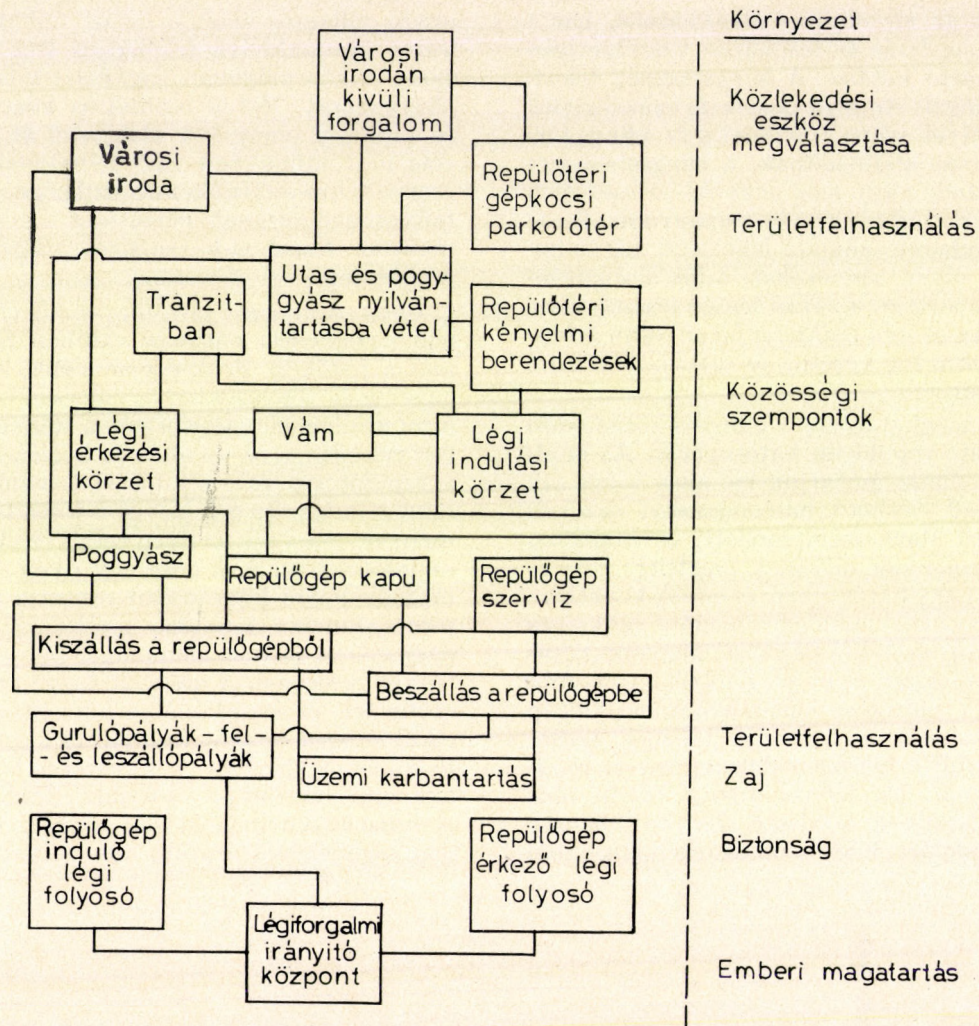 Környezet
Városi
irodán
kivüli
forgalom
Közlekedési
eszköz
megválasztása
Városi
iroda
Repülőtéri
gépkocsi
parkolótér
Területfelhasználás
Utas és pogy-
gyász nyilván-
tartásba vétel
Tranzit-
ban
Repülőtéri
kényelmi
berendezések
Közösségi
szempontok
Légi
érkezési
körzet
Vám
Légi
indulási
körzet
Poggyász
Repülőgép kapu
Repülőgép
szerviz
Kiszállás a repülőgépből
Beszállás a repülőgépbe
Gurulópályák - fel-
- és leszállópályák
Üzemi karbantartás
Területfelhasználás
Zaj
Repülőgép
induló
légi
folyosó
Repülőgép
érkező légi
folyosó
Biztonság
Légiforgalmi
irányitó
központ
Emberi magatartás